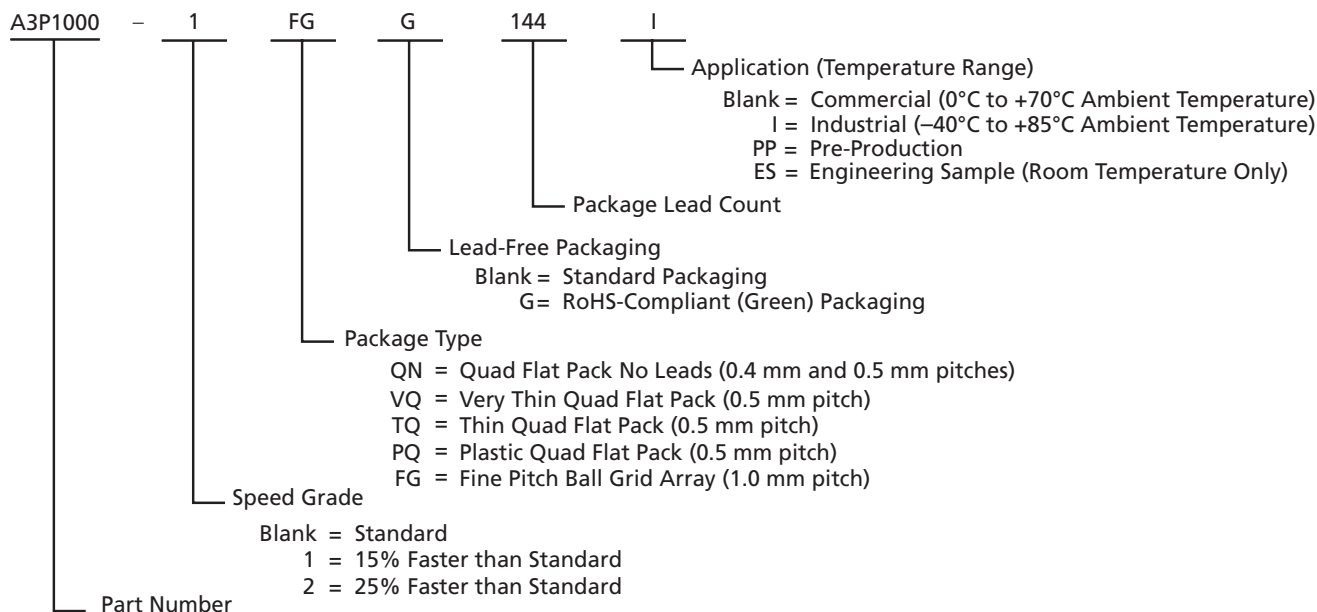 A3P1000 – 1 FG G 144 I
Application (Temperature Range)
Blank = Commercial (0°C to +70°C Ambient Temperature)
I = Industrial (–40°C to +85°C Ambient Temperature)
PP = Pre-Production
ES = Engineering Sample (Room Temperature Only)
Package Lead Count
Lead-Free Packaging
Blank = Standard Packaging
G= RoHS-Compliant (Green) Packaging
Package Type
QN = Quad Flat Pack No Leads (0.4 mm and 0.5 mm pitches)
VQ = Very Thin Quad Flat Pack (0.5 mm pitch)
TQ = Thin Quad Flat Pack (0.5 mm pitch)
PQ = Plastic Quad Flat Pack (0.5 mm pitch)
FG = Fine Pitch Ball Grid Array (1.0 mm pitch)
Speed Grade
Blank = Standard
1 = 15% Faster than Standard
2 = 25% Faster than Standard
Part Number